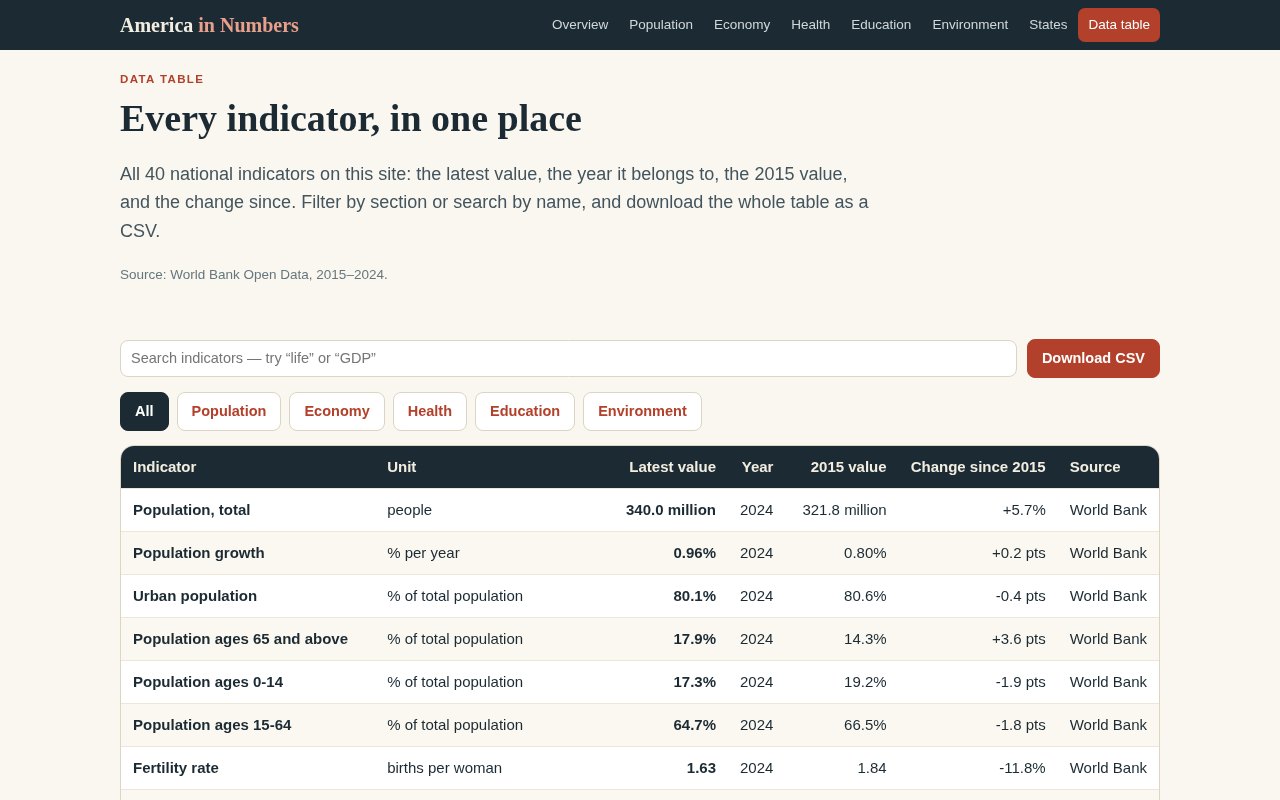 America in Numbers
Overview Population Economy Health Education Environment States Data table
DATA TABLE
Every indicator, in one place
All 40 national indicators on this site: the latest value, the year it belongs to, the 2015 value,
and the change since. Filter by section or search by name, and download the whole table as a
CSV.
Source: World Bank Open Data, 2015–2024.
Search indicators — try “life” or “GDP” Download CSV
All Population Economy Health Education Environment
Indicator Unit Latest value Year 2015 value Change since 2015 Source
Population, total people 340.0 million 2024 321.8 million +5.7% World Bank
Population growth % per year 0.96% 2024 0.80% +0.2 pts World Bank
Urban population % of total population 80.1% 2024 80.6% -0.4 pts World Bank
Population ages 65 and above % of total population 17.9% 2024 14.3% +3.6 pts World Bank
Population ages 0-14 % of total population 17.3% 2024 19.2% -1.9 pts World Bank
Population ages 15-64 % of total population 64.7% 2024 66.5% -1.8 pts World Bank
Fertility rate births per woman 1.63 2024 1.84 -11.8% World Bank